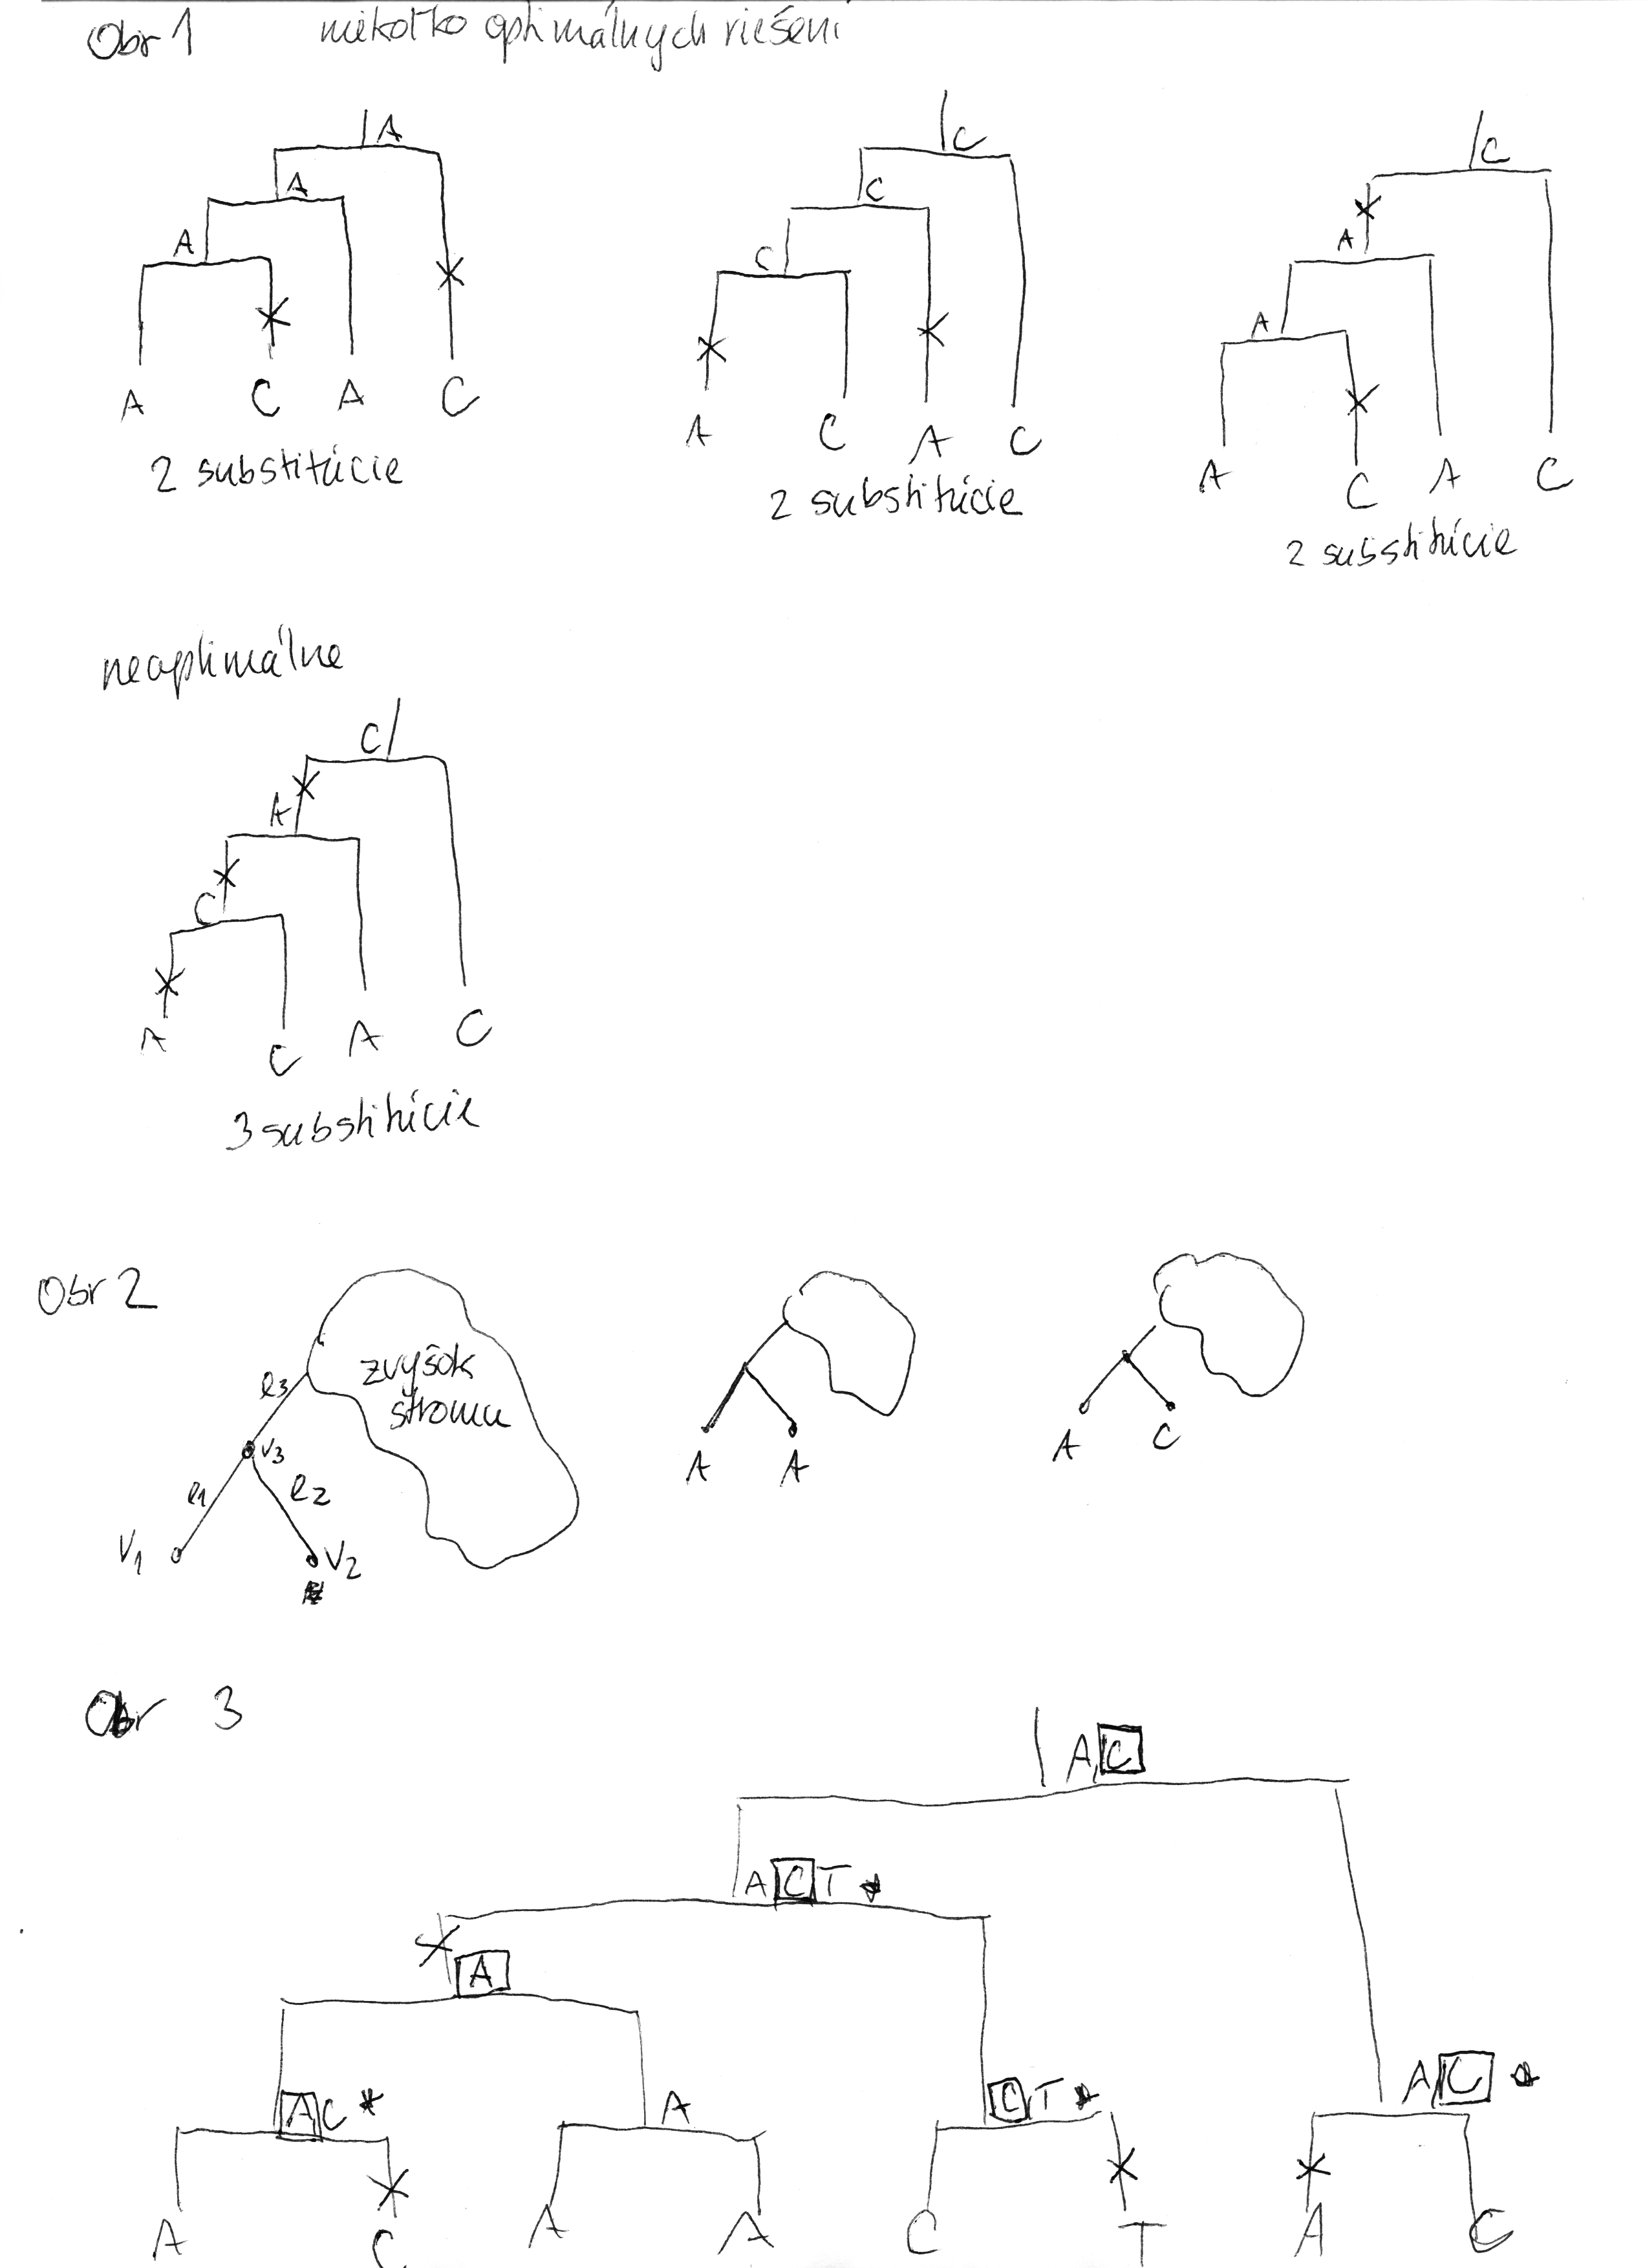 Obr 1 niekoľko optimálnych riešení
A
A
A
A C A C
2 substitúcie
C
C
C
A C A C
2 substitúcie
C
A
A
A C A C
2 substitúcie
neoptimálne
C
A
C
A C A C
3 substitúcie
Obr 2
zvyšok
stromu
e3
v3
e1 e2
V1 V2
A A
A C
Obr 3
A C
A C T *
A
A C *
A
C T *
A C *
A C A A C T A C